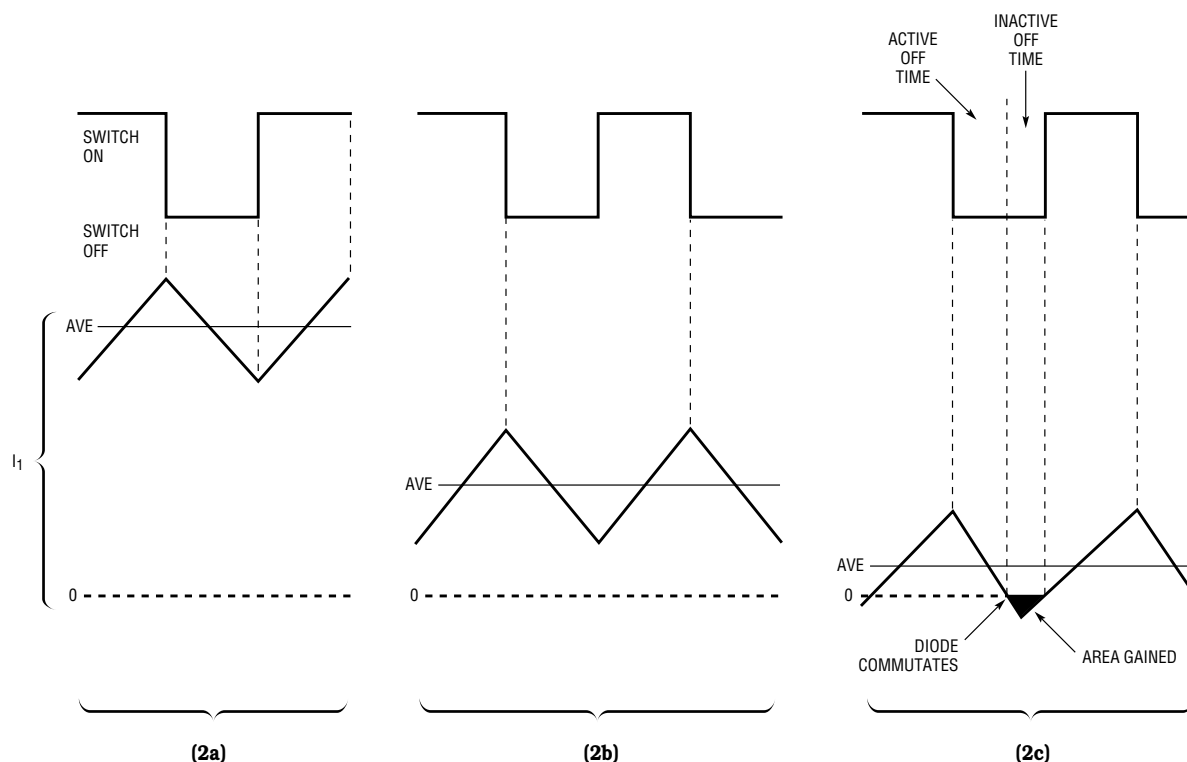 SWITCH
ON
SWITCH
OFF
AVE
I1
0
(2a)
AVE
(2b)
ACTIVE
OFF
TIME
INACTIVE
OFF
TIME
AVE
0
DIODE
COMMUTATES
AREA GAINED
(2c)